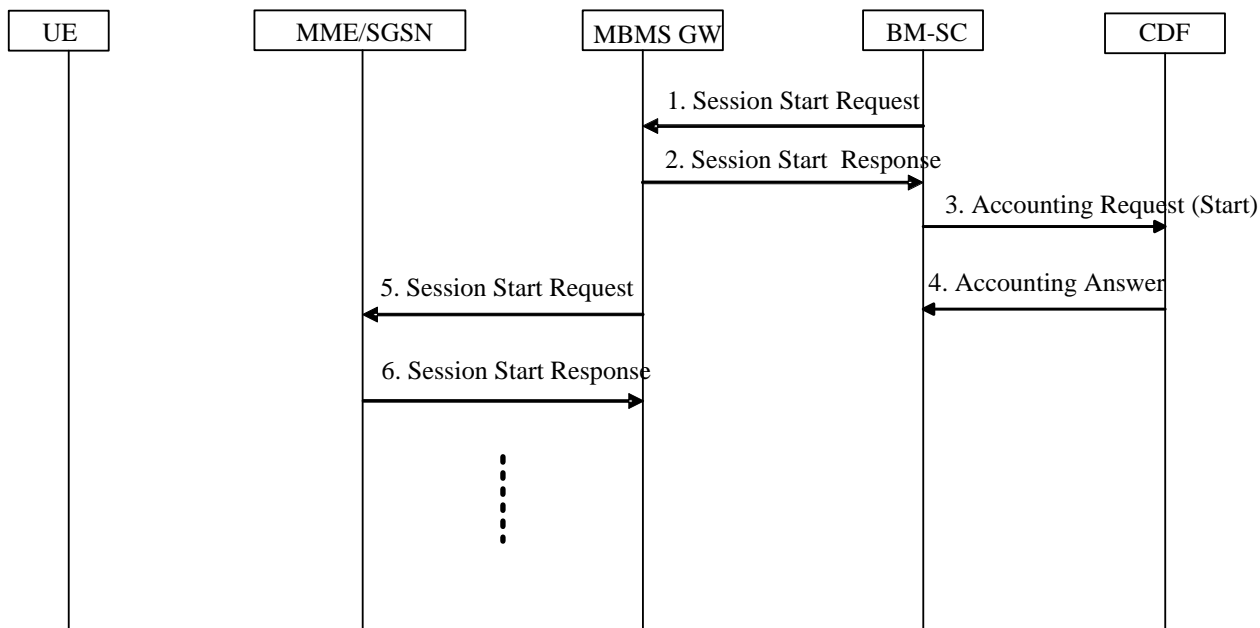 UE
MME/SGSN
MBMS GW
BM-SC
CDF
1. Session Start Request
2. Session Start  Response
3. Accounting Request (Start)
4. Accounting Answer
5. Session Start Request
6. Session Start Response